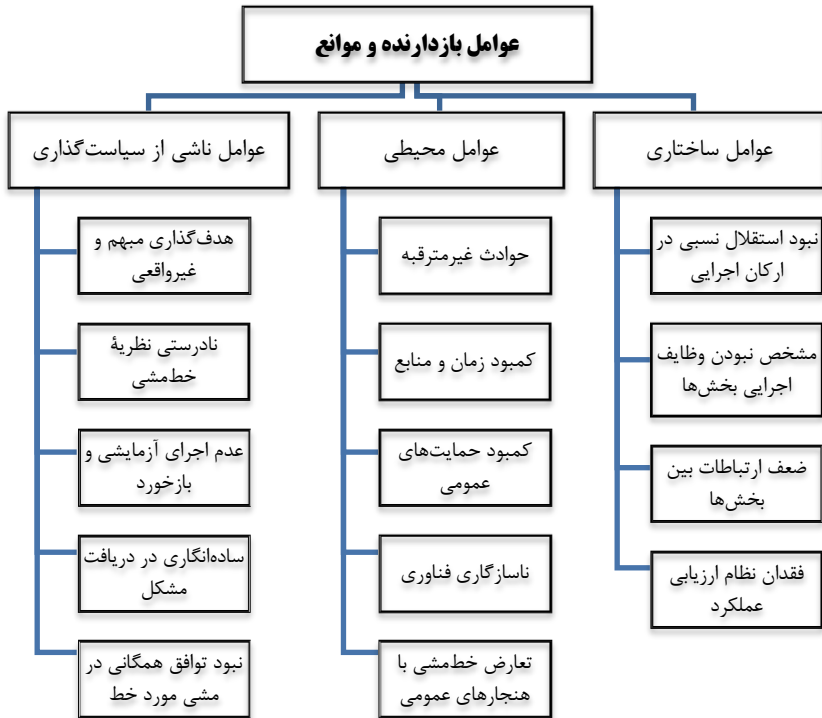 عوامل بازدارنده و موانع
عوامل ساختاری
نبود استقلال نسبی در
ارکان اجرایی
مشخص نبودن وظایف
اجرایی بخش‌ها
ضعف ارتباطات بین
بخش‌ها
فقدان نظام ارزیابی
عملکرد
عوامل محیطی
حوادث غیرمترقبه
کمبود زمان و منابع
کمبود حمایت‌های
عمومی
ناسازگاری فناوری
تعارض خط‌مشی با
هنجارهای عمومی
عوامل ناشی از سیاست‌گذاری
هدف‌گذاری مبهم و
غیرواقعی
نادرستی نظریۀ
خط‌مشی
عدم اجرای آزمایشی و
بازخورد
ساده‌انگاری در دریافت
مشکل
نبود توافق همگانی در
مشی مورد خط